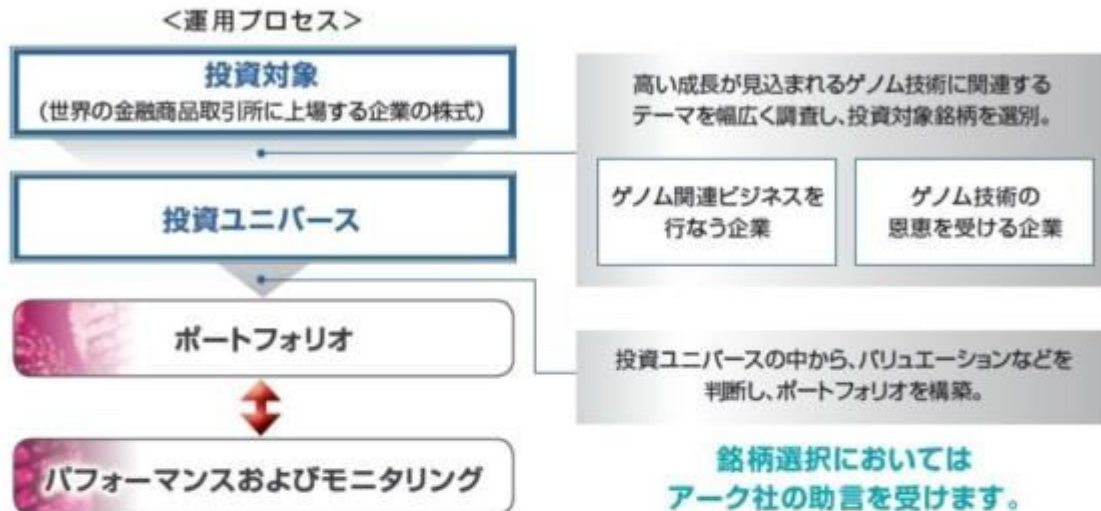 ＜運用プロセス＞
投資対象
(世界の金融商品取引所に上場する企業の株式)
投資ユニバース
ポートフォリオ
パフォーマンスおよびモニタリング
高い成長が見込まれるゲノム技術に関連する
テーマを幅広く調査し、投資対象銘柄を選別。
ゲノム関連ビジネスを
行なう企業
ゲノム技術の
恩恵を受ける企業
投資ユニバースの中から、バリュエーションなどを
判断し、ポートフォリオを構築。
銘柄選択においては
アーク社の助言を受けます。